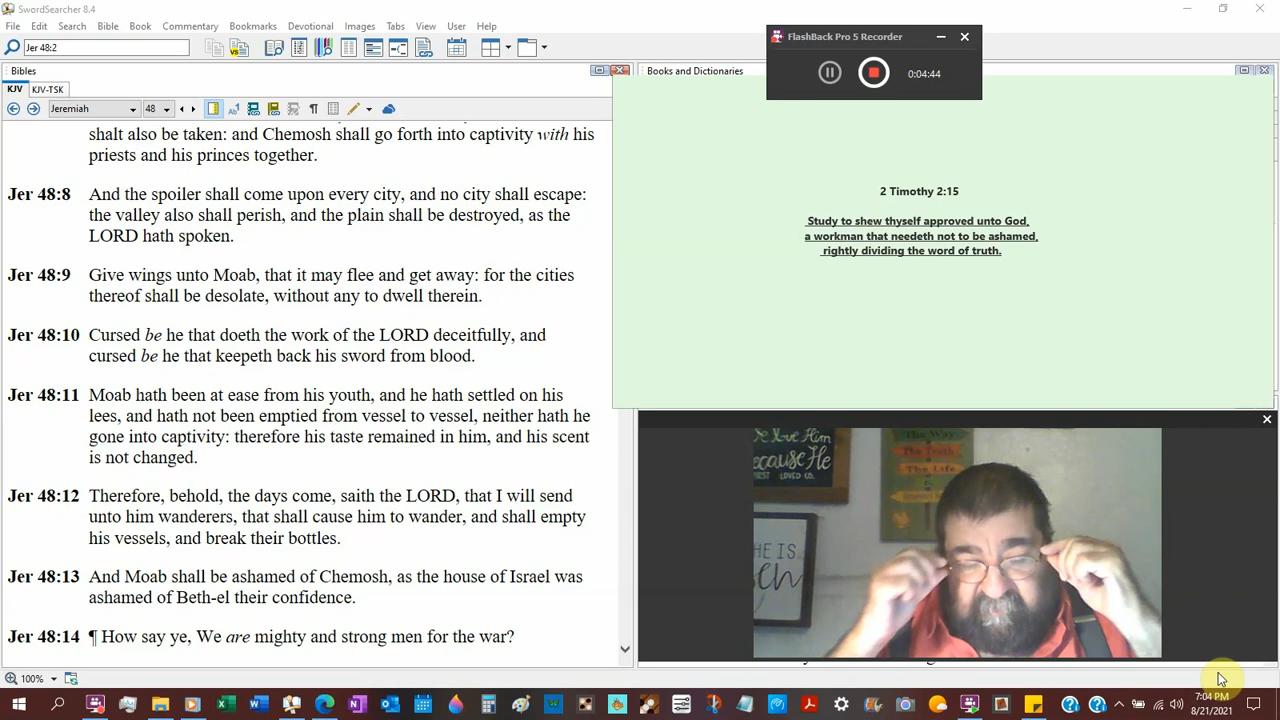 SwordSearcher 8.4
File Edit Search Bible Book Commentary Bookmarks Devotional Images Tabs View User Help
Jer 48:2
FlashBack Pro 5 Recorder
0:04:44
Bibles
Books and Dictionaries
KJV KJV-TSK
Jeremiah 48
shalt also be taken: and Chemosh shall go forth into captivity with his
priests and his princes together.
Jer 48:8 And the spoiler shall come upon every city, and no city shall escape:
the valley also shall perish, and the plain shall be destroyed, as the
LORD hath spoken.
Jer 48:9 Give wings unto Moab, that it may flee and get away: for the cities
thereof shall be desolate, without any to dwell therein.
Jer 48:10 Cursed be he that doeth the work of the LORD deceitfully, and
cursed be he that keepeth back his sword from blood.
Jer 48:11 Moab hath been at ease from his youth, and he hath settled on his
lees, and hath not been emptied from vessel to vessel, neither hath he
gone into captivity: therefore his taste remained in him, and his scent
is not changed.
Jer 48:12 Therefore, behold, the days come, saith the LORD, that I will send
unto him wanderers, that shall cause him to wander, and shall empty
his vessels, and break their bottles.
Jer 48:13 And Moab shall be ashamed of Chemosh, as the house of Israel was
ashamed of Beth-el their confidence.
Jer 48:14 ¶ How say ye, We are mighty and strong men for the war?
2 Timothy 2:15
Study to shew thyself approved unto God,
a workman that needeth not to be ashamed,
rightly dividing the word of truth.
We love Him
because He
FIRST LOVED US.
The Way
The Truth
The Life
HE IS
100%
7:04 PM
8/21/2021